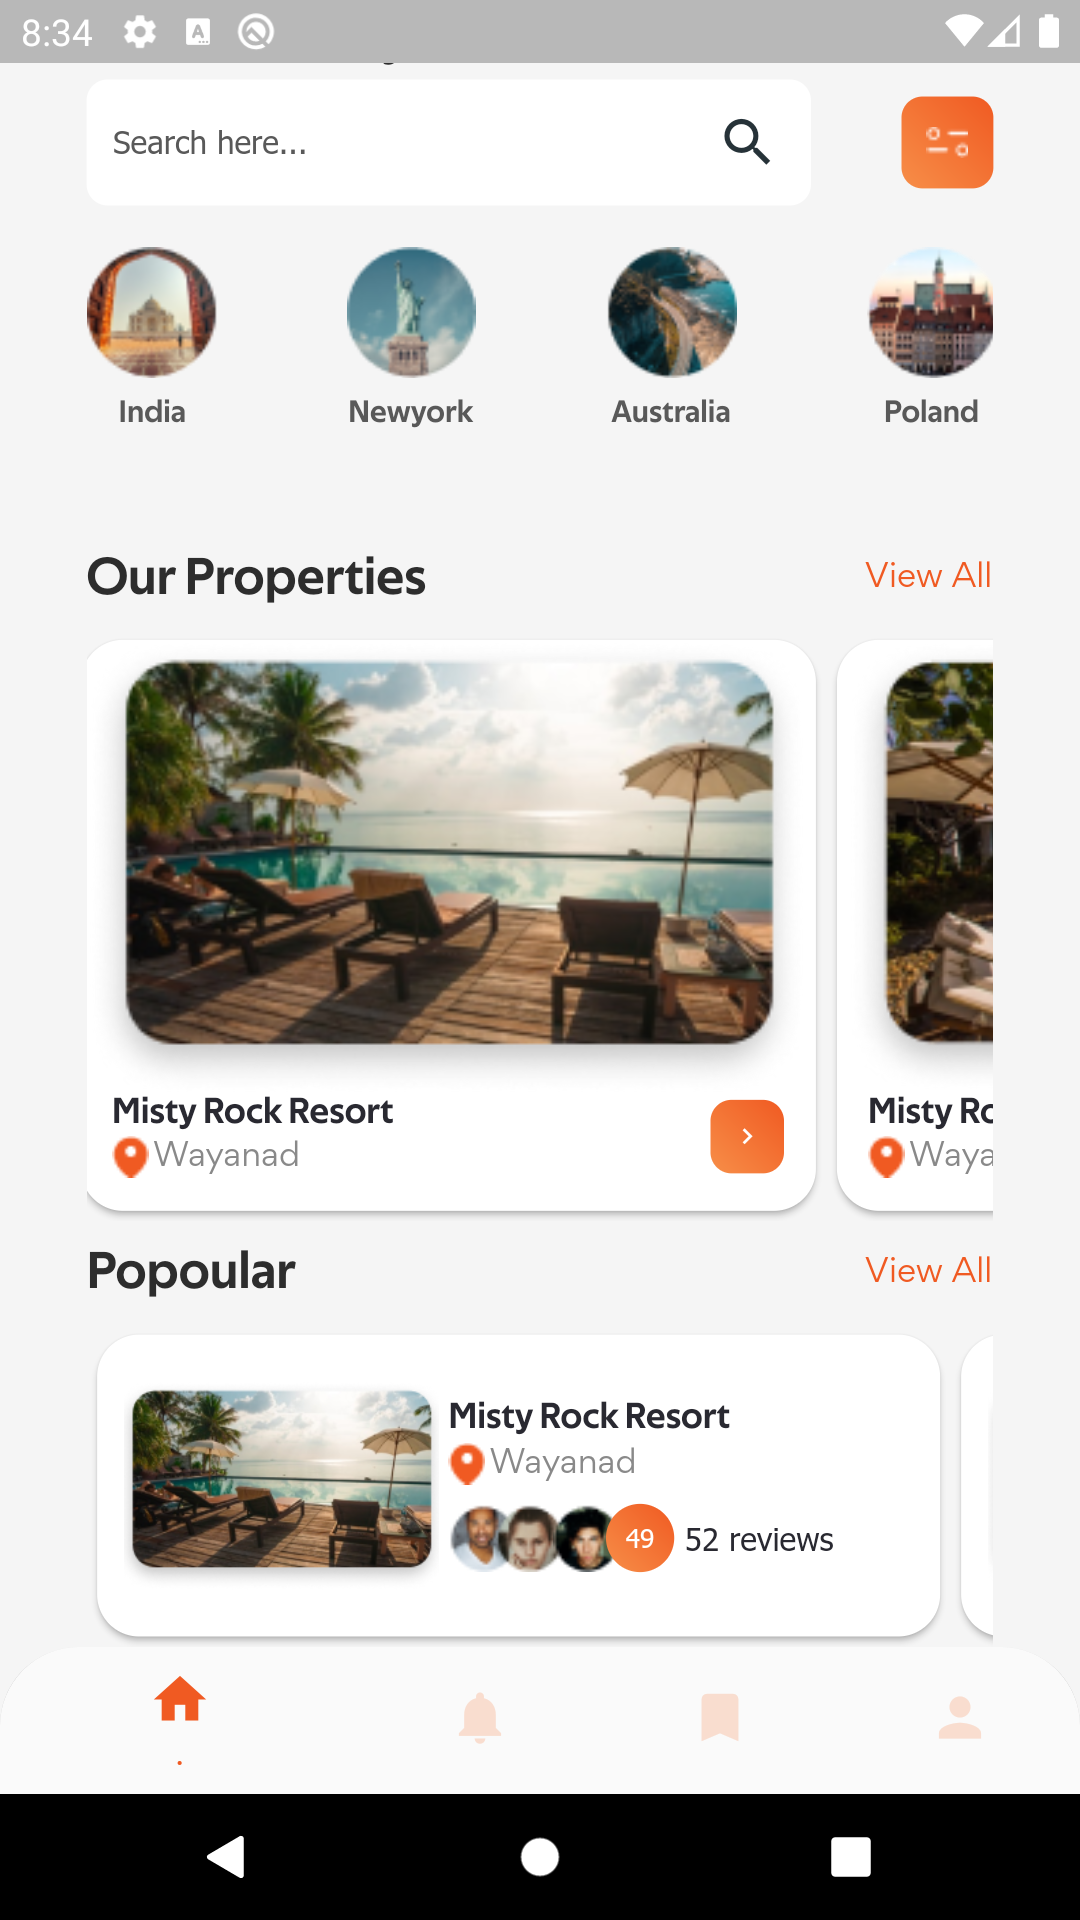 8:34
Search here...
India
Newyork
Australia
Poland
Our Properties
View All
Misty Rock Resort
Wayanad
Misty Ro
Waya
Popoular
View All
Misty Rock Resort
Wayanad
49
52 reviews